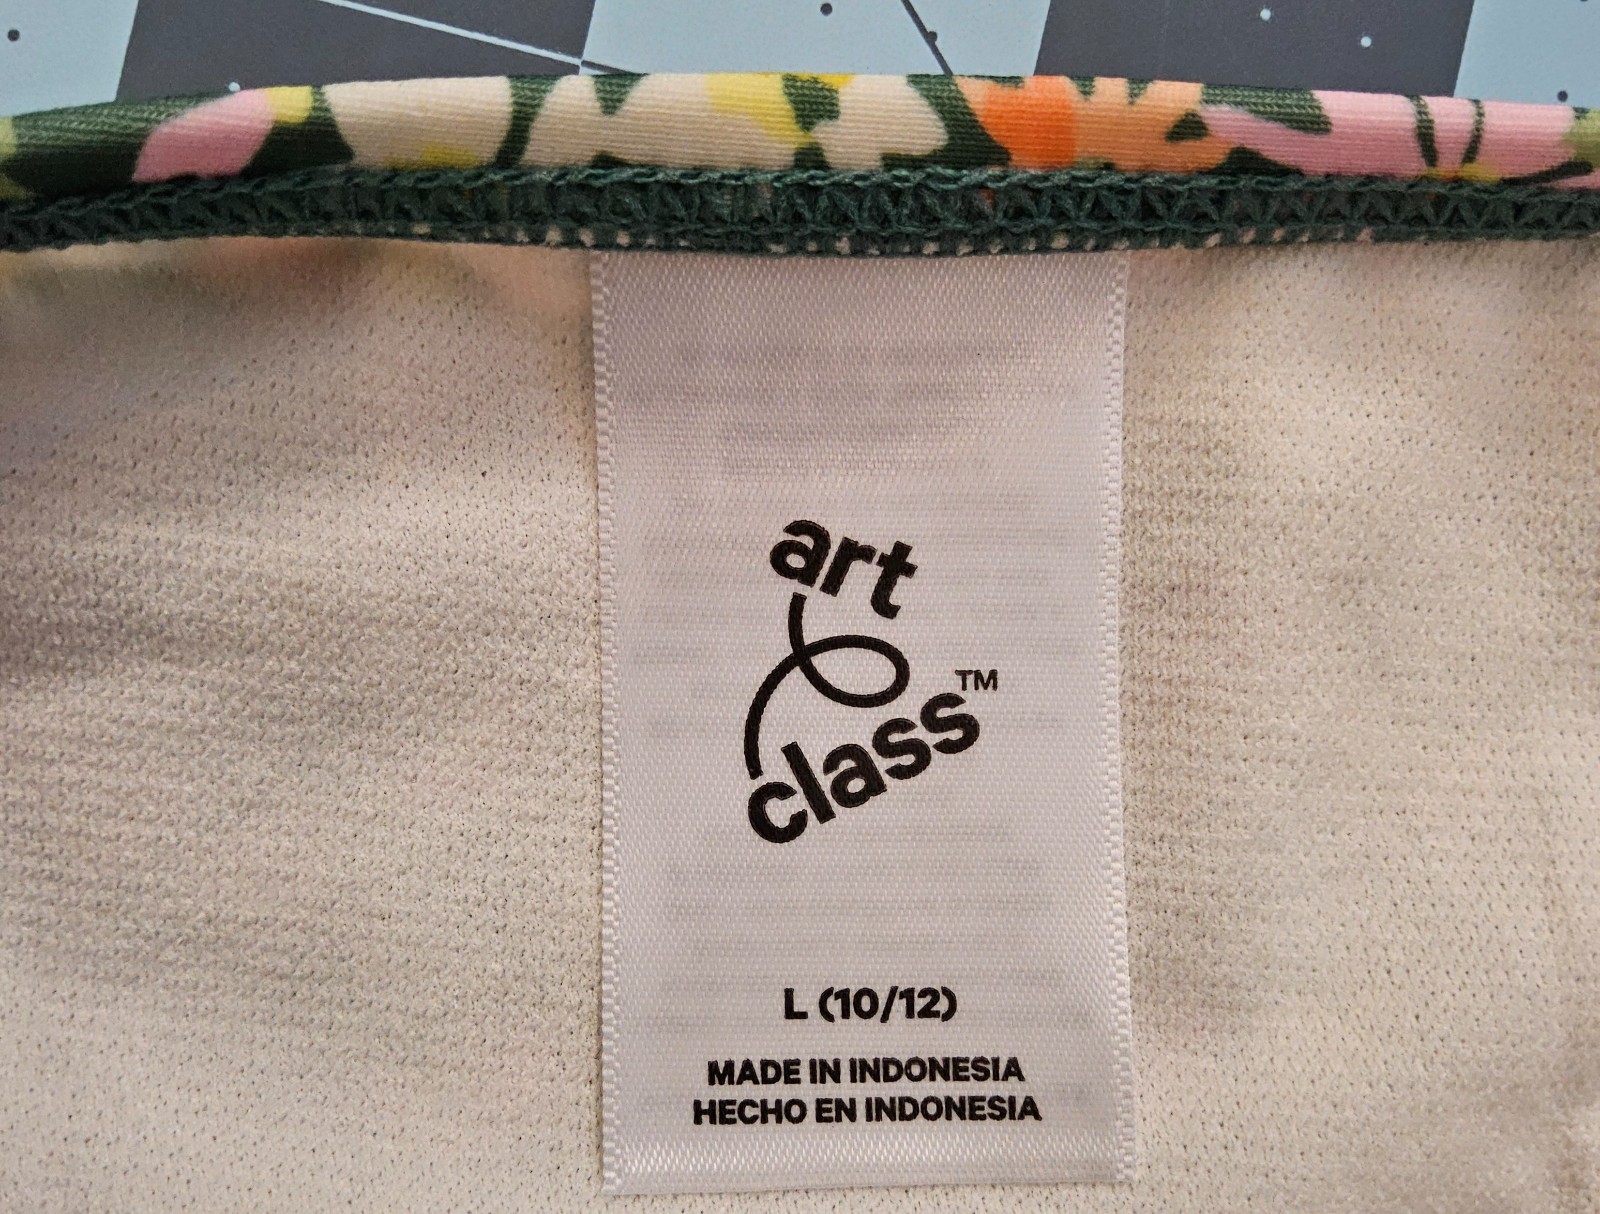 art
class™
L (10/12)
MADE IN INDONESIA
HECHO EN INDONESIA